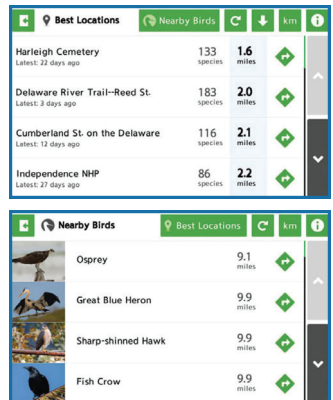 Best Locations Nearby Birds km
Harleigh Cemetery 133 1.6
Latest: 22 days ago species miles
Delaware River Trail--Reed St. 183 2.0
Latest: 3 days ago species miles
Cumberland St. on the Delaware 116 2.1
Latest: 12 days ago species miles
Independence NHP 86 2.2
Latest: 27 days ago species miles
Nearby Birds Best Locations km
Osprey 9.1
miles
Great Blue Heron 9.9
miles
Sharp-shinned Hawk 9.9
miles
Fish Crow 9.9
miles